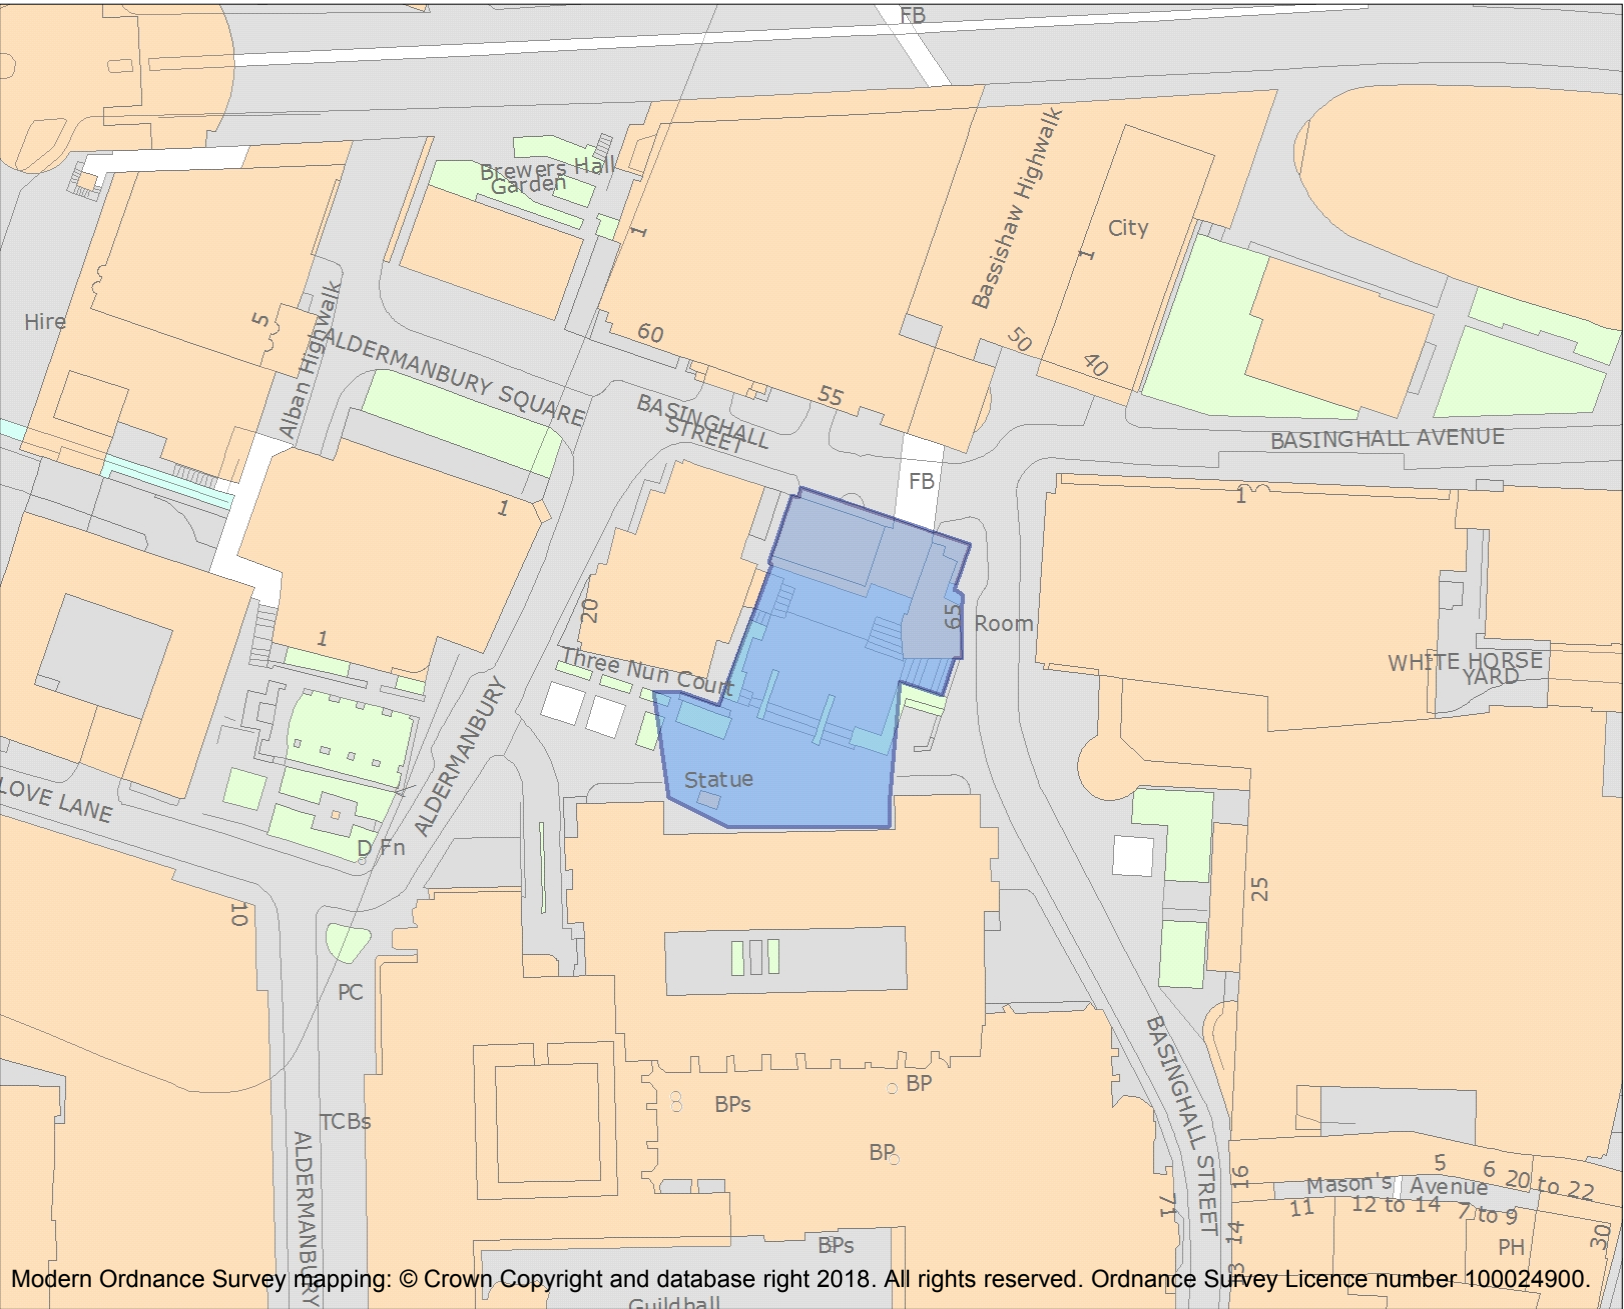 FB
Brewers Hall
Garden
Bassishaw Highwalk
City
1
1
Hire
5
Alban Highwalk
ALDERMANBURY SQUARE
60
50
40
55
BASINGHALL
STREET
BASINGHALL AVENUE
FB
1
1
20
65
Room
1
Three Nun Court
WHITE HORSE
YARD
ALDERMANBURY
Statue
LOVE LANE
D Fn
10
25
PC
BASINGHALL STREET
BP
BPs
TCBs
BP
ALDERMANBURY
71
16
14
13
5
6
20 to 22
Mason's Avenue
11
12 to 14
7 to 9
30
PH
BPs
Modern Ordnance Survey mapping: © Crown Copyright and database right 2018. All rights reserved. Ordnance Survey Licence number 100024900.
Guildhall